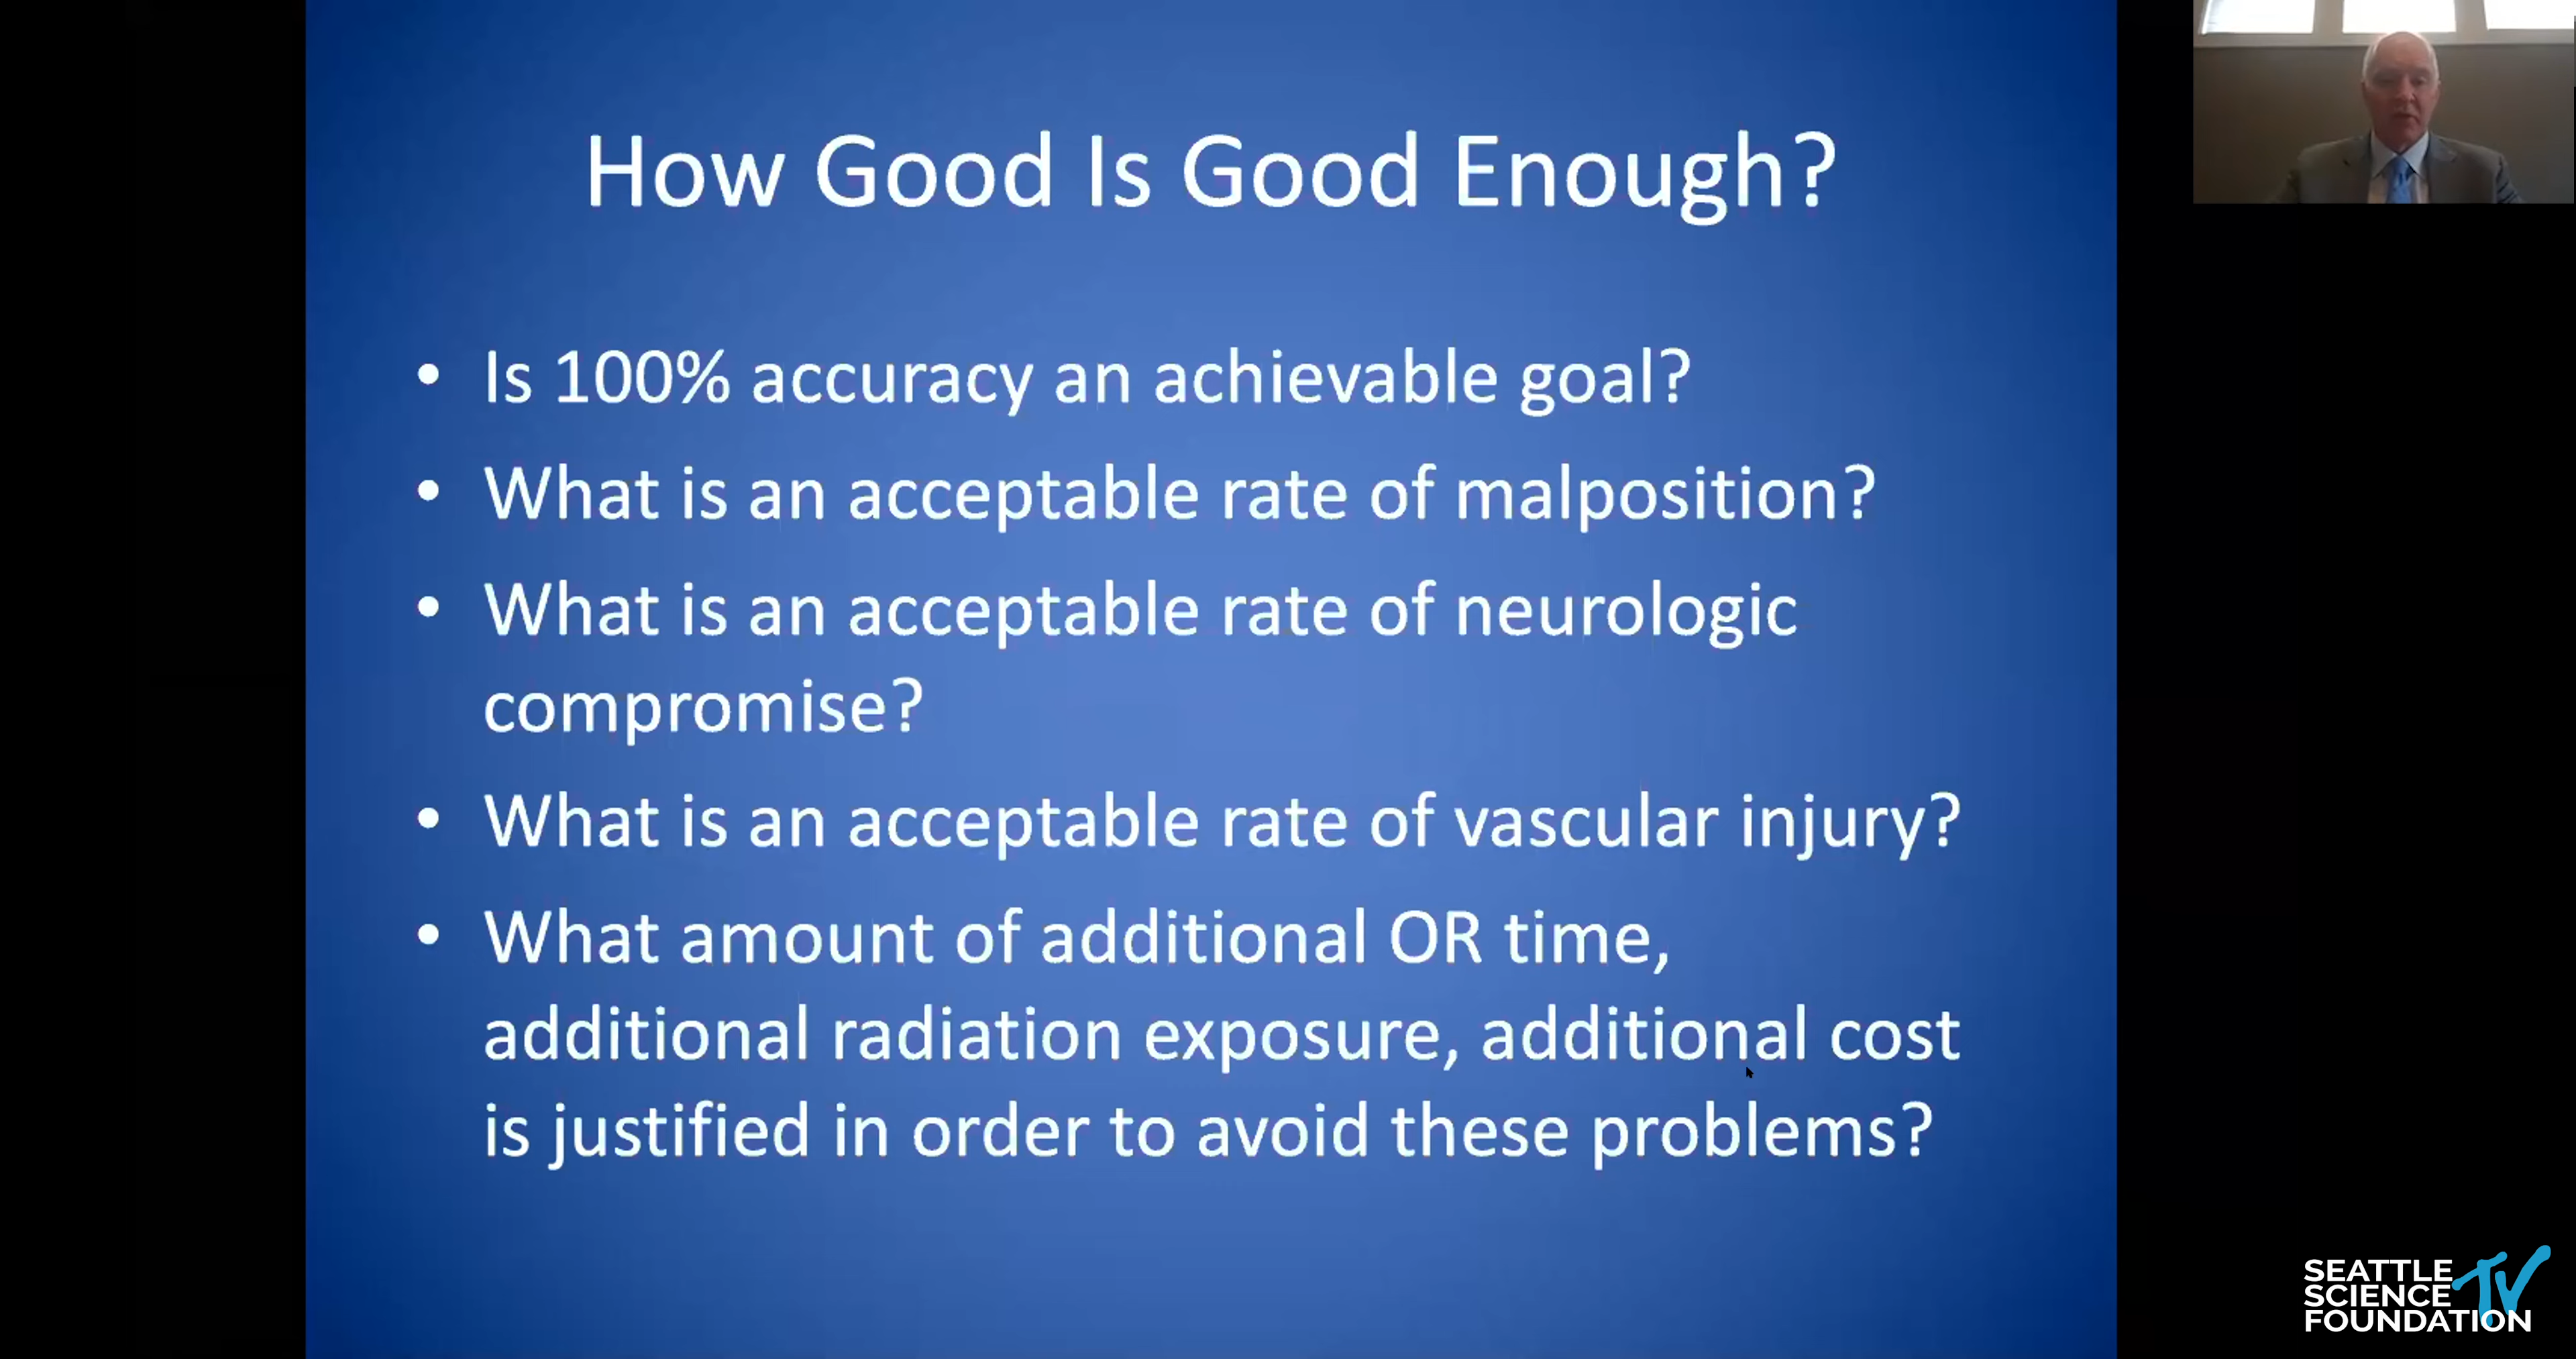 How Good Is Good Enough?
• Is 100% accuracy an achievable goal?
• What is an acceptable rate of malposition?
• What is an acceptable rate of neurologic
compromise?
• What is an acceptable rate of vascular injury?
• What amount of additional OR time,
additional radiation exposure, additional cost
is justified in order to avoid these problems?
SEATTLE
SCIENCE TV
FOUNDATION